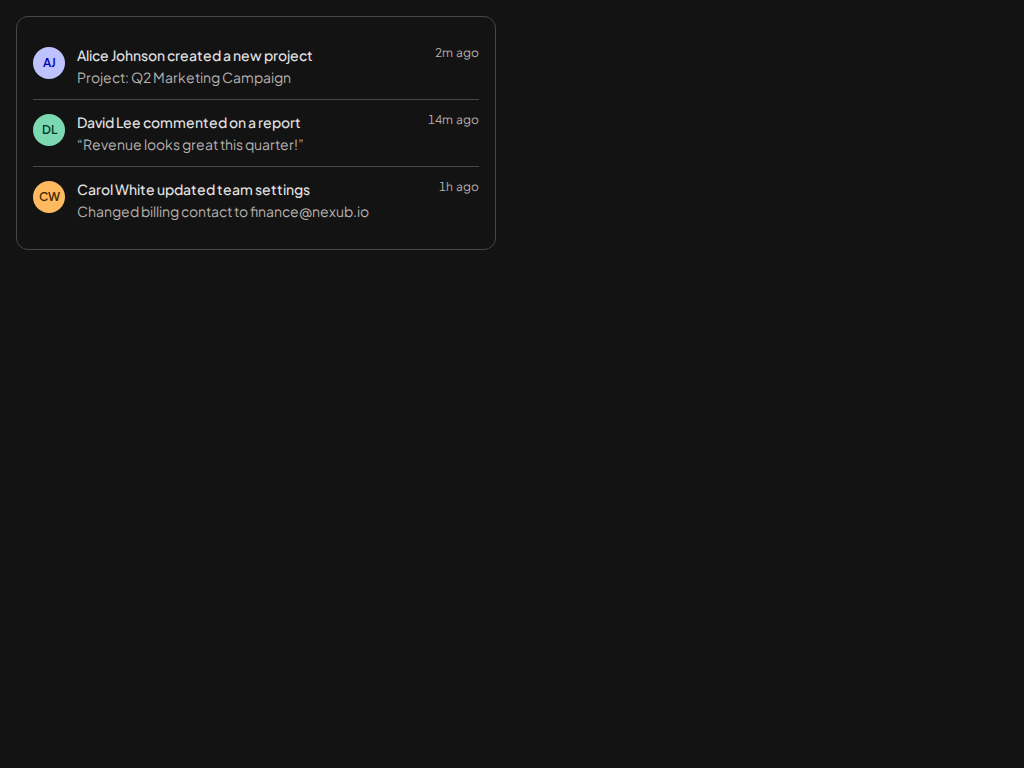 AJ
Alice Johnson created a new project
2m ago
Project: Q2 Marketing Campaign
DL
David Lee commented on a report
14m ago
“Revenue looks great this quarter!”
CW
Carol White updated team settings
1h ago
Changed billing contact to finance@nexub.io